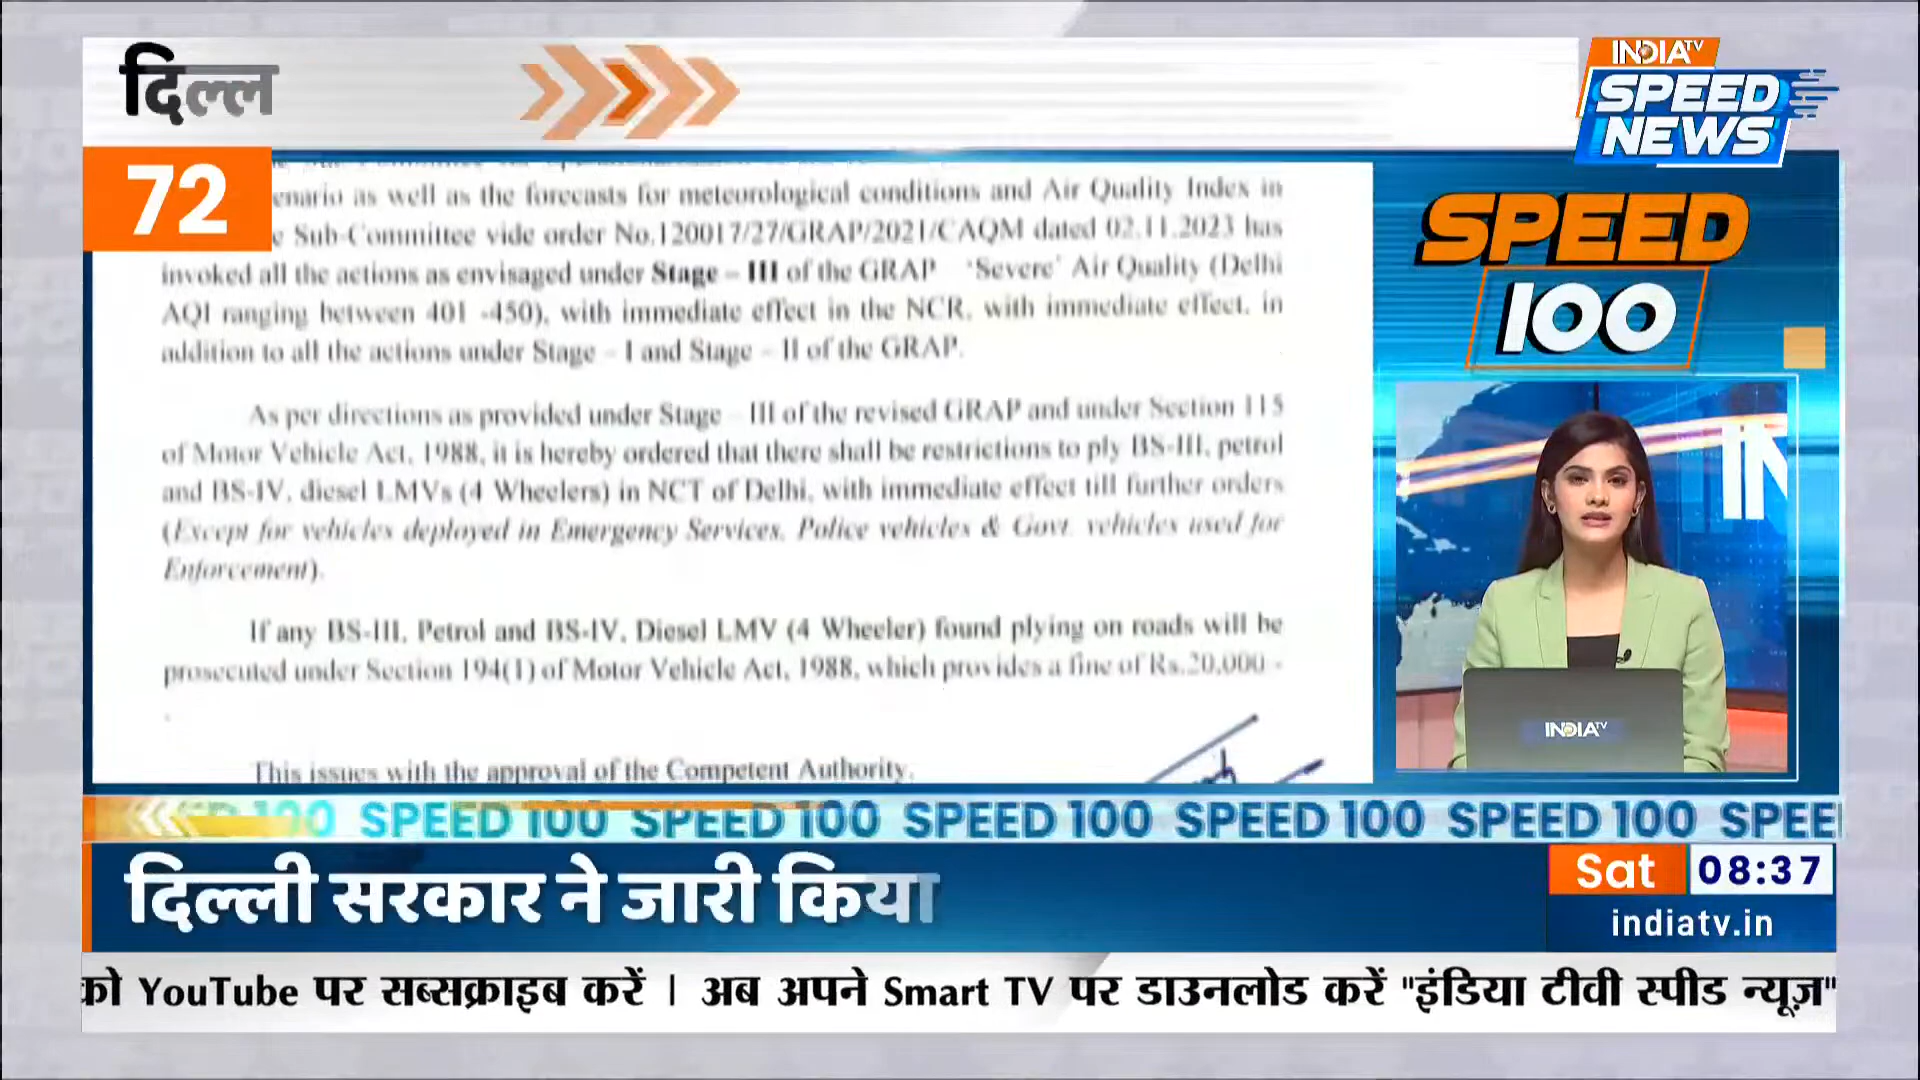 दिल्ल
INDIA TV
SPEED
NEWS
72
enario as well as the forecasts for meteorological conditions and Air Quality Index in
Sub-Committee vide order No.120017/27/GRAP/2021/CAQM dated 02.11.2023 has
invoked all the actions as envisaged under Stage – III of the GRAP – 'Severe' Air Quality (Delhi
AQI ranging between 401 -450), with immediate effect in the NCR, with immediate effect, in
addition to all the actions under Stage – I and Stage – II of the GRAP.
As per directions as provided under Stage – III of the revised GRAP and under Section 115
of Motor Vehicle Act, 1988, it is hereby ordered that there shall be restrictions to ply BS-III, petrol
and BS-IV, diesel LMVs (4 Wheelers) in NCT of Delhi, with immediate effect till further orders
(Except for vehicles deployed in Emergency Services, Police vehicles & Govt. vehicles used for
Enforcement).
If any BS-III, Petrol and BS-IV, Diesel LMV (4 Wheeler) found plying on roads will be
prosecuted under Section 194(1) of Motor Vehicle Act, 1988, which provides a fine of Rs.20,000 -
This issues with the approval of the Competent Authority.
SPEED
100
IN
INDIA TV
ED 100 SPEED 100 SPEED 100 SPEED 100 SPEED 100 SPEED 100 SPEE
दिल्ली सरकार ने जारी किया
Sat 08:37
indiatv.in
को YouTube पर सब्सक्राइब करें | अब अपने Smart TV पर डाउनलोड करें "इंडिया टीवी स्पीड न्यूज़"